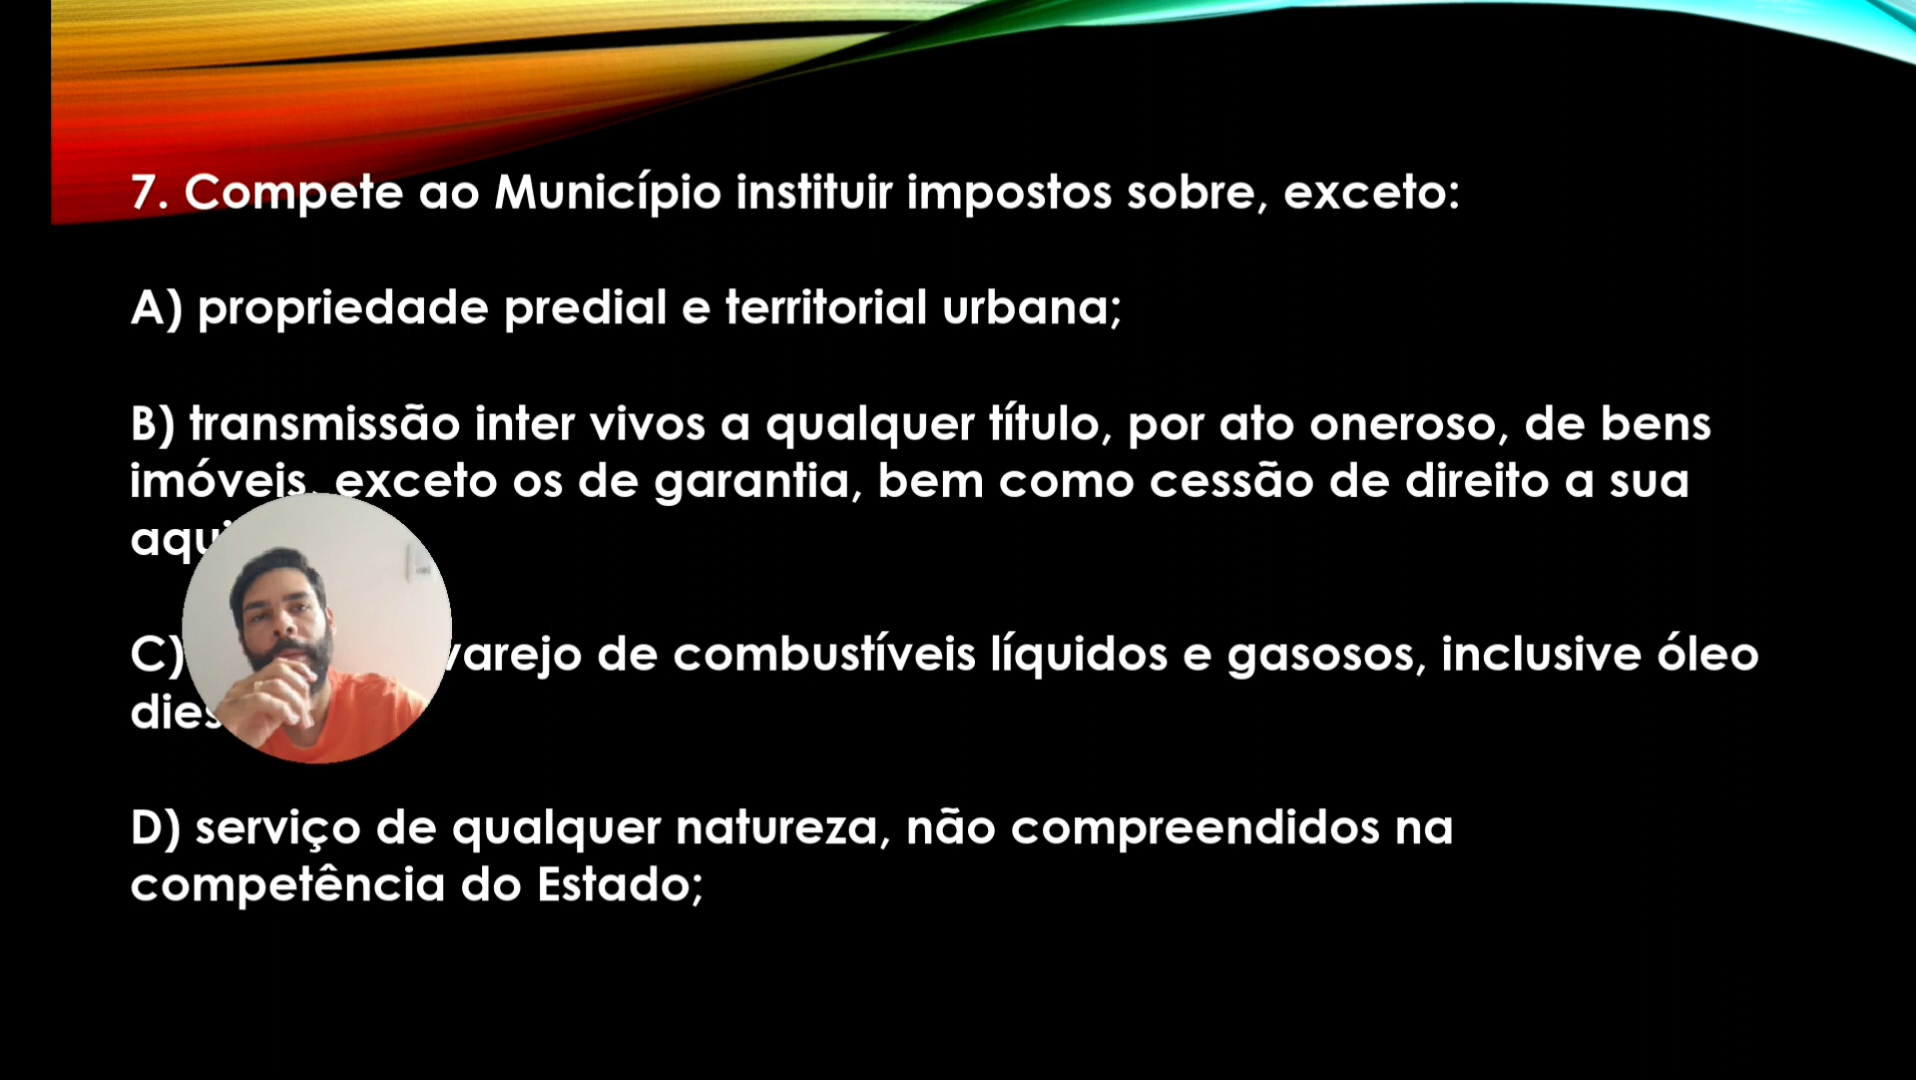 7. Compete ao Município instituir impostos sobre, exceto:
A) propriedade predial e territorial urbana;
B) transmissão inter vivos a qualquer título, por ato oneroso, de bens
imóveis, exceto os de garantia, bem como cessão de direito a sua
C) varejo de combustíveis líquidos e gasosos, inclusive óleo
D) serviço de qualquer natureza, não compreendidos na
competência do Estado;